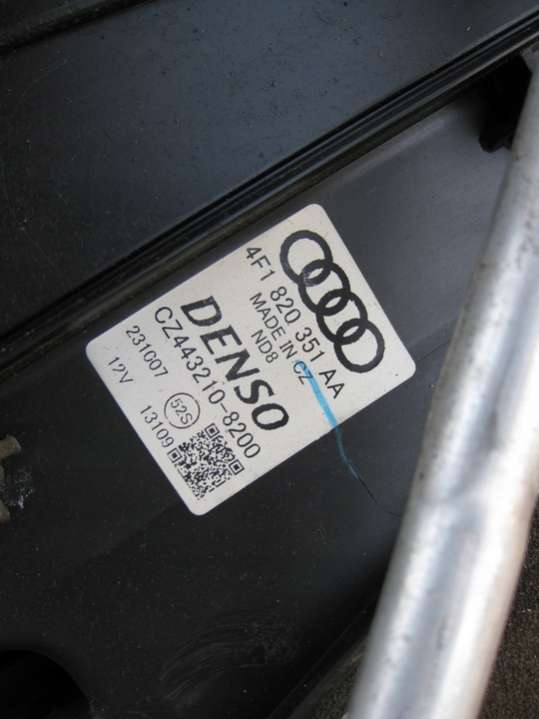 4F1 820 351 AA
MADE IN CZ
ND8
DENSO
CZ443210-8200
231007 52S
12V 13109